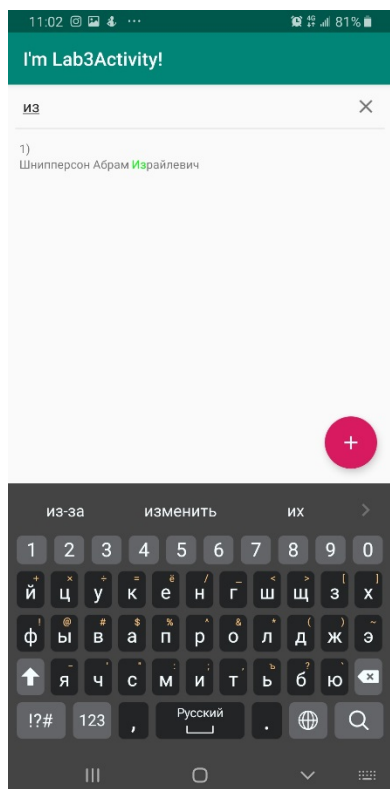 11:02 ... 4G 81%
I'm Lab3Activity!
из
1)
Шнипперсон Абрам Израйлевич
+
из-за изменить их >
1 2 3 4 5 6 7 8 9 0
+ × ÷ = ё / _ < > [ ]
й ц у к е н г ш щ з х
! @ # $ % ^ & * ( ) ~
ф ы в а п р о л д ж э
- ' " : ; , ъ ? `
я ч с м и т ь б ю
!?# 123 , Русский .